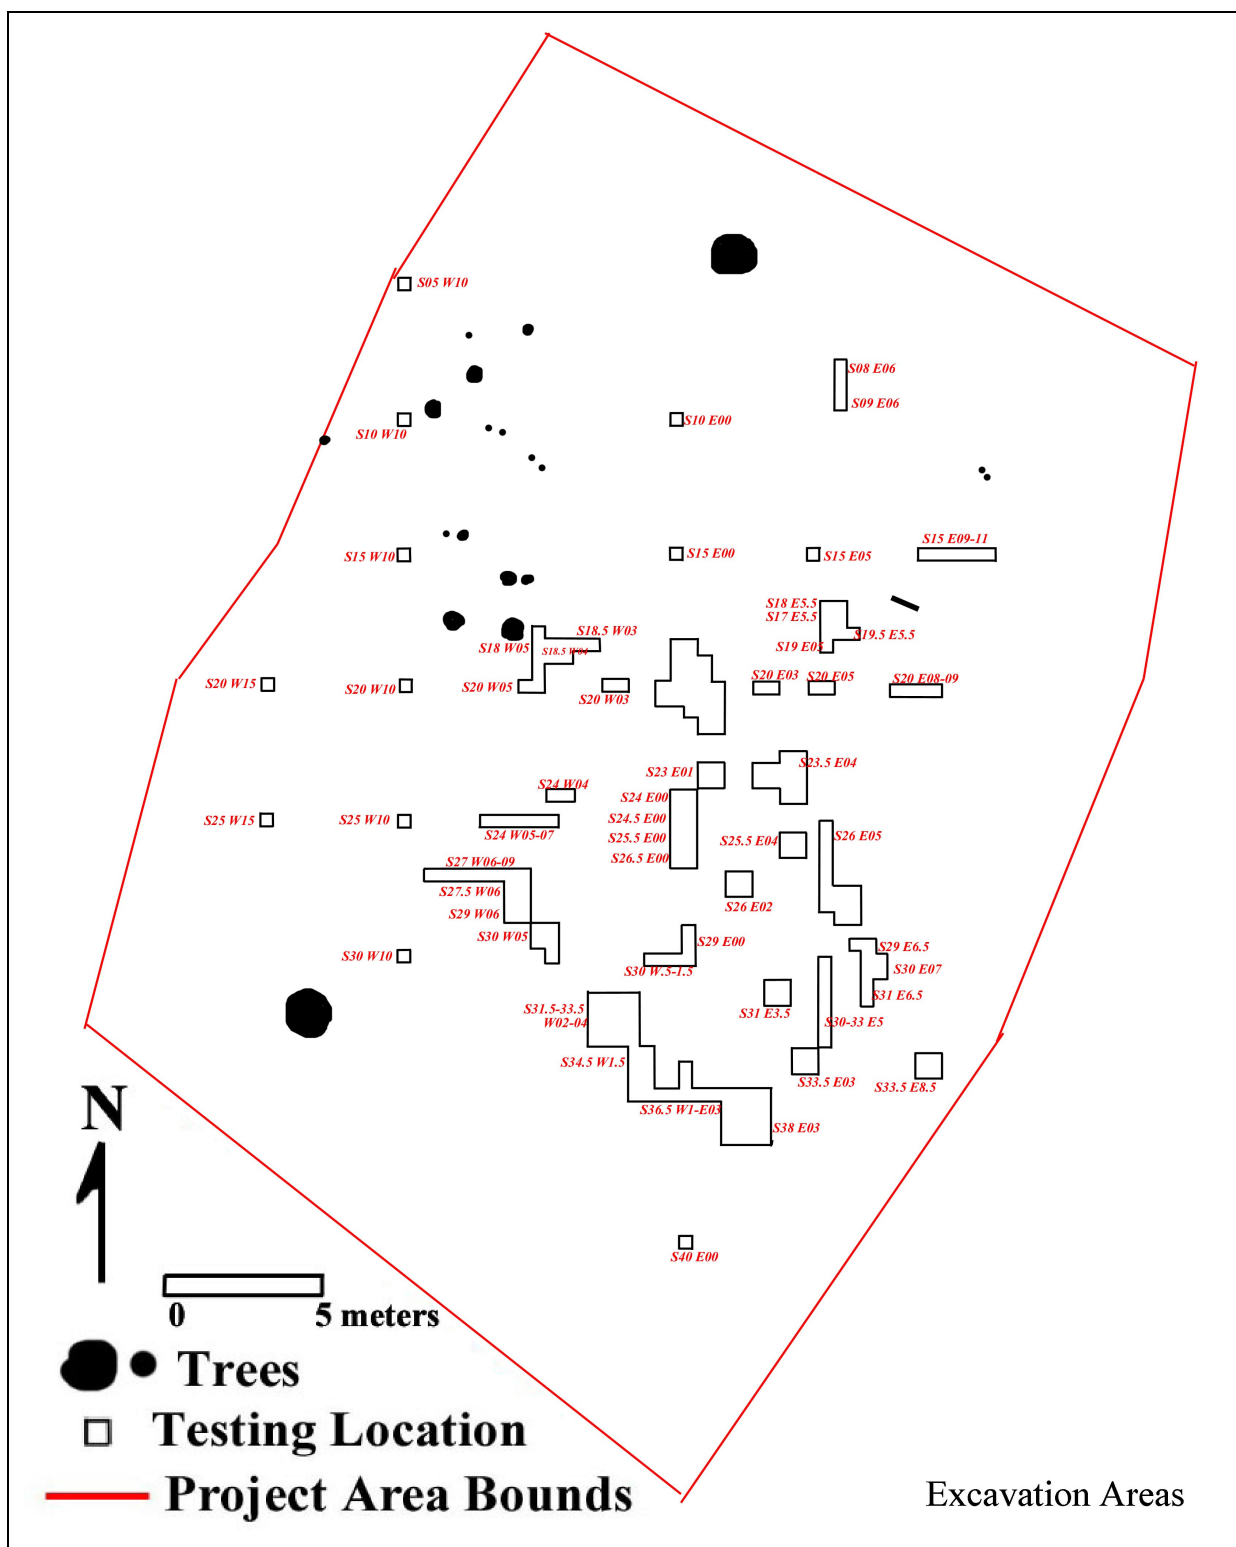 S05 W10
S08 E06
S09 E06
S10 W10
S10 E00
S15 W10
S15 E00
S15 E05
S15 E09-11
S18 E5.5
S17 E5.5
S19.5 E5.5
S19 E05
S18.5 W03
S18 W05
S18.5 W04
S20 W15
S20 W10
S20 W05
S20 W03
S20 E03
S20 E05
S20 E08-09
S23 E01
S23.5 E04
S24 W04
S24 E00
S24.5 E00
S25.5 E00
S26.5 E00
S25 W15
S25 W10
S24 W05-07
S25.5 E04
S26 E05
S27 W06-09
S27.5 W06
S29 W06
S30 W05
S26 E02
S30 W10
S29 E00
S30 W.5-1.5
S29 E6.5
S30 E07
S31 E6.5
S31 E3.5
S30-33 E5
S31.5-33.5
W02-04
S34.5 W1.5
S33.5 E03
S33.5 E8.5
S36.5 W1-E03
S38 E03
S40 E00
N
0 5 meters
Trees
Testing Location
Project Area Bounds
Excavation Areas